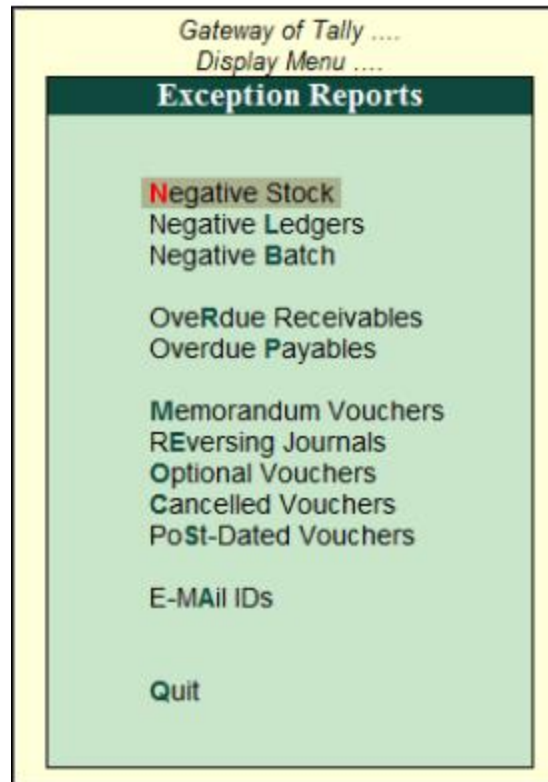 Gateway of Tally ....
Display Menu ....
Exception Reports
Negative Stock
Negative Ledgers
Negative Batch
OveRdue Receivables
Overdue Payables
Memorandum Vouchers
REversing Journals
Optional Vouchers
Cancelled Vouchers
PoSt-Dated Vouchers
E-MAil IDs
Quit